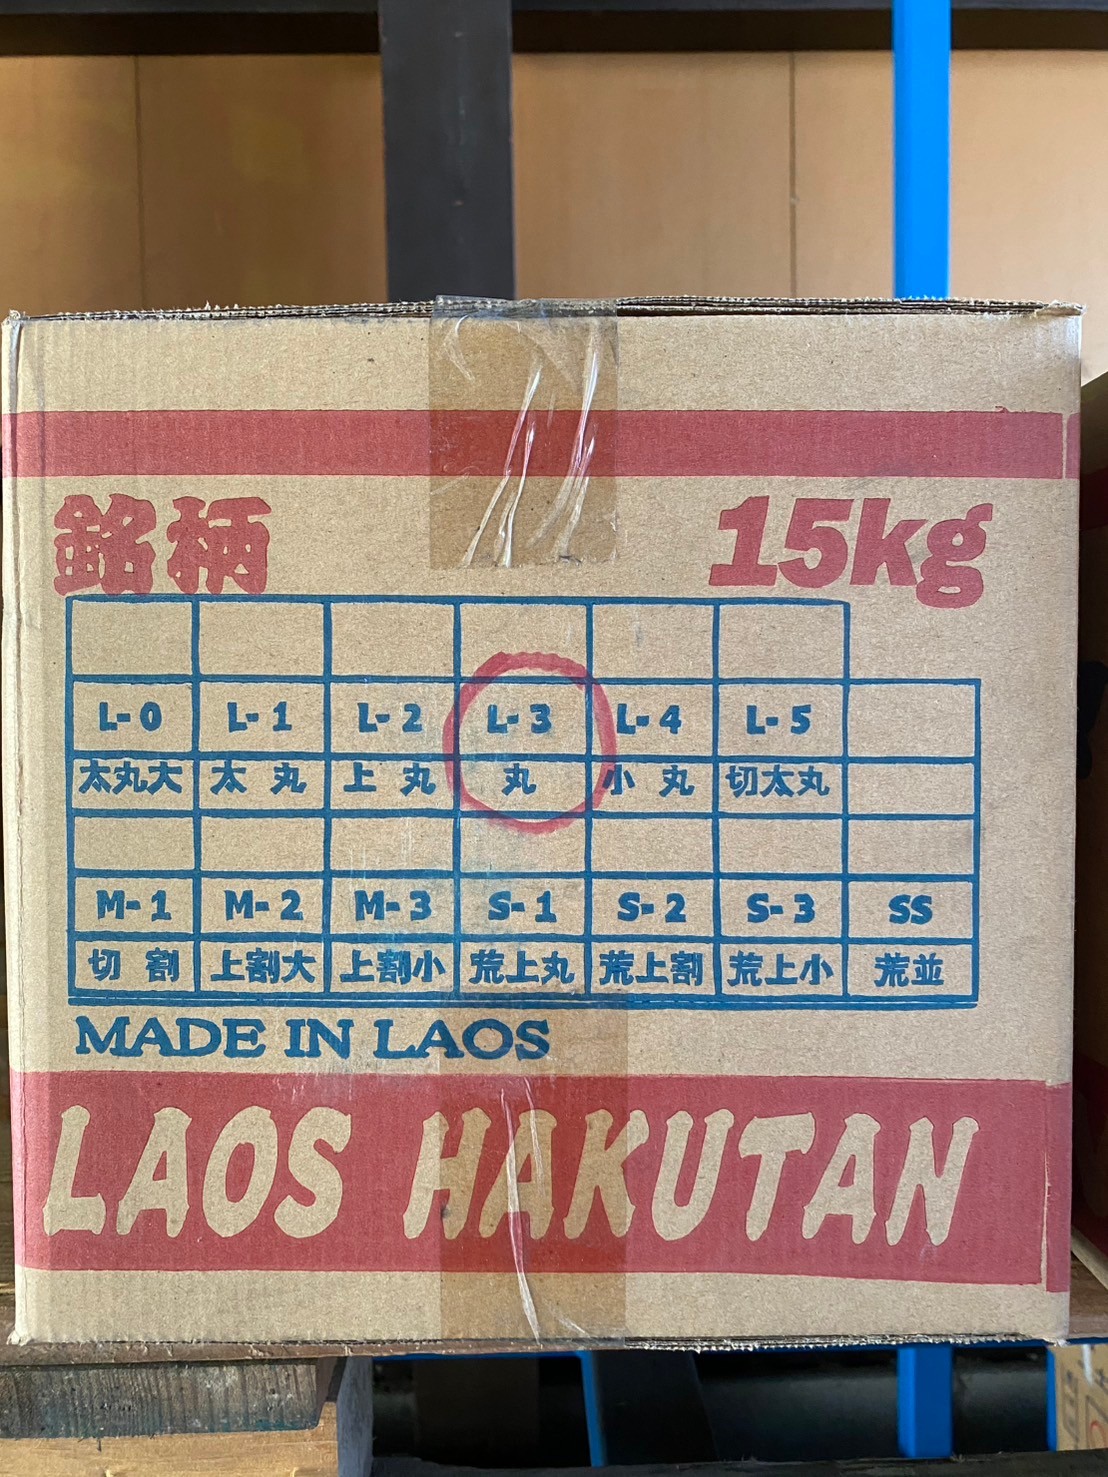 銘柄 15kg
L-0 L-1 L-2 L-3 L-4 L-5
太丸大 太丸 上丸 丸 小丸 切太丸
M-1 M-2 M-3 S-1 S-2 S-3 SS
切割 上割大 上割小 荒上丸 荒上割 荒上小 荒並
MADE IN LAOS
LAOS HAKUTAN